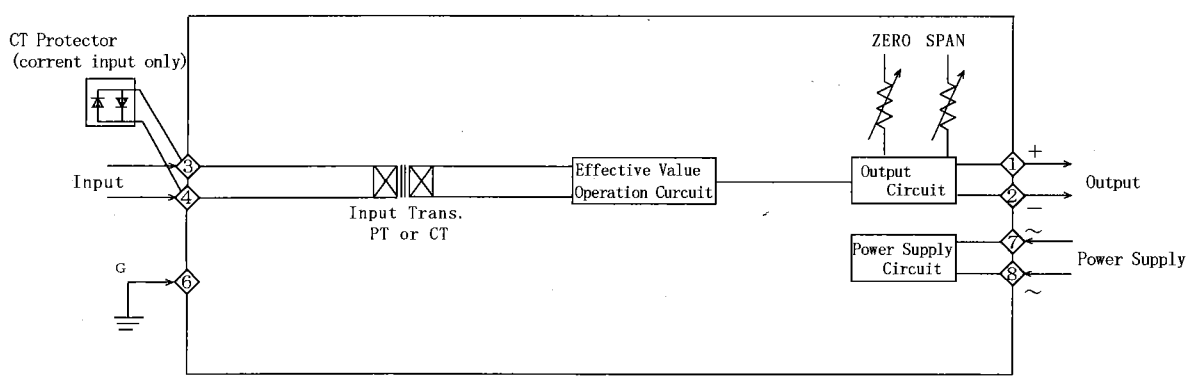 CT Protector
(corrent input only)
ZERO SPAN
3
Input
4
Input Trans.
PT or CT
Effective Value
Operation Curcuit
Output
Circuit
1
+
Output
2
−
G
6
Power Supply
Circuit
~
7
Power Supply
8
~